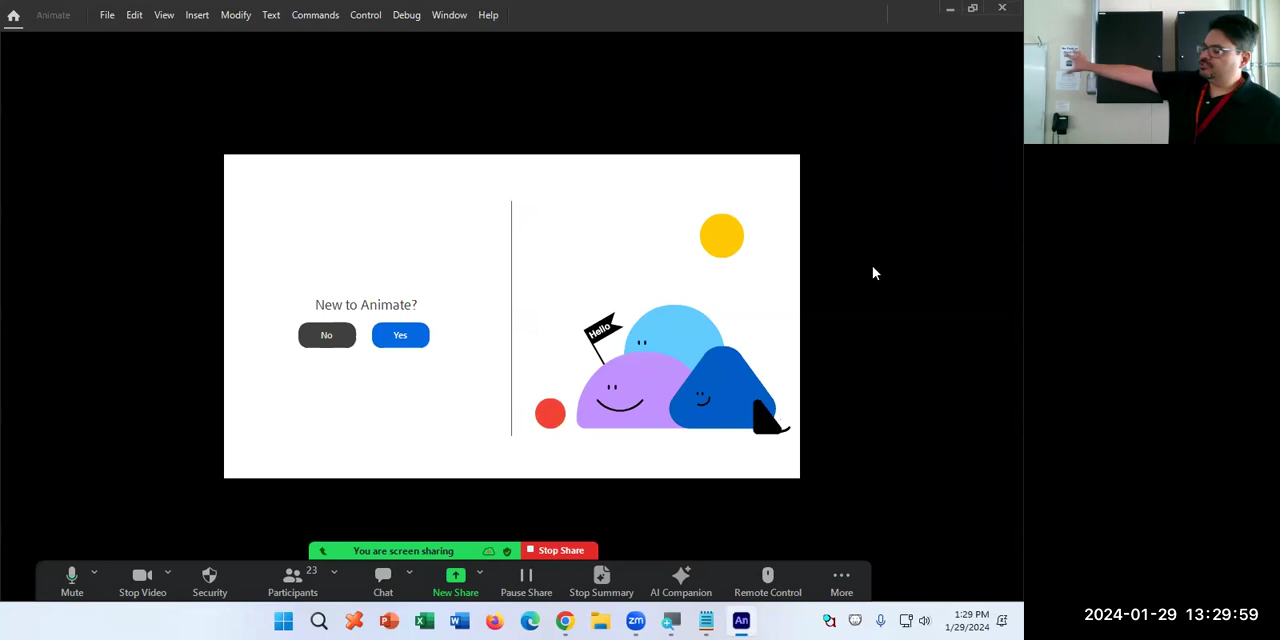 Animate File Edit View Insert Modify Text Commands Control Debug Window Help
New to Animate?
No Yes
Hello
You are screen sharing Stop Share
23
Mute Stop Video Security Participants Chat New Share Pause Share Stop Summary AI Companion Remote Control More
zm An
1:29 PM
1/29/2024
2024-01-29 13:29:59